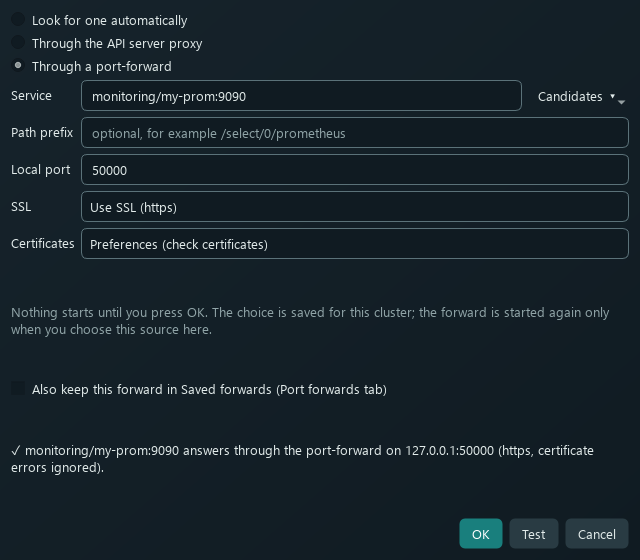 Look for one automatically
Through the API server proxy
Through a port-forward
Service monitoring/my-prom:9090 Candidates
Path prefix optional, for example /select/0/prometheus
Local port 50000
SSL Use SSL (https)
Certificates Preferences (check certificates)
Nothing starts until you press OK. The choice is saved for this cluster; the forward is started again only
when you choose this source here.
Also keep this forward in Saved forwards (Port forwards tab)
✓ monitoring/my-prom:9090 answers through the port-forward on 127.0.0.1:50000 (https, certificate
errors ignored).
OK Test Cancel